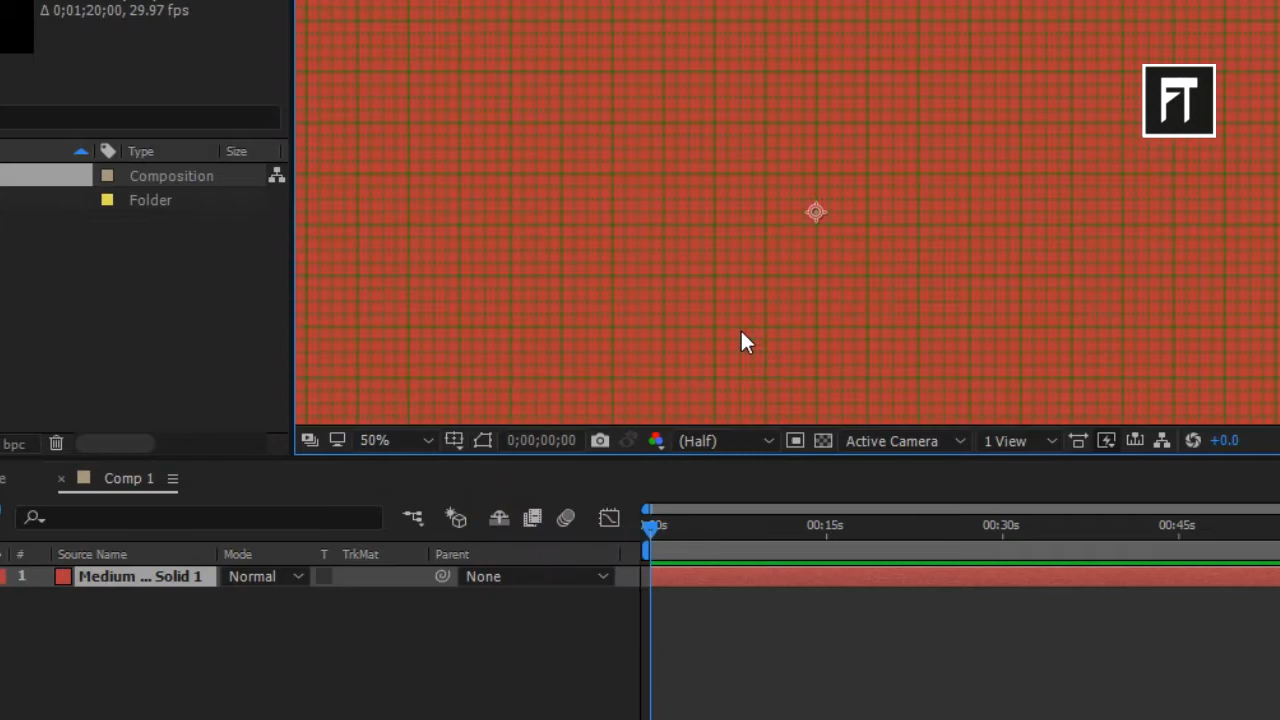 Δ 0;01;20;00, 29.97 fps
FT
Type Size
Composition
Folder
bpc
50% 0;00;00;00 (Half) Active Camera 1 View +0.0
Comp 1
00:15s 00:30s 00:45s
# Source Name Mode T TrkMat Parent
1 Medium ... Solid 1 Normal None